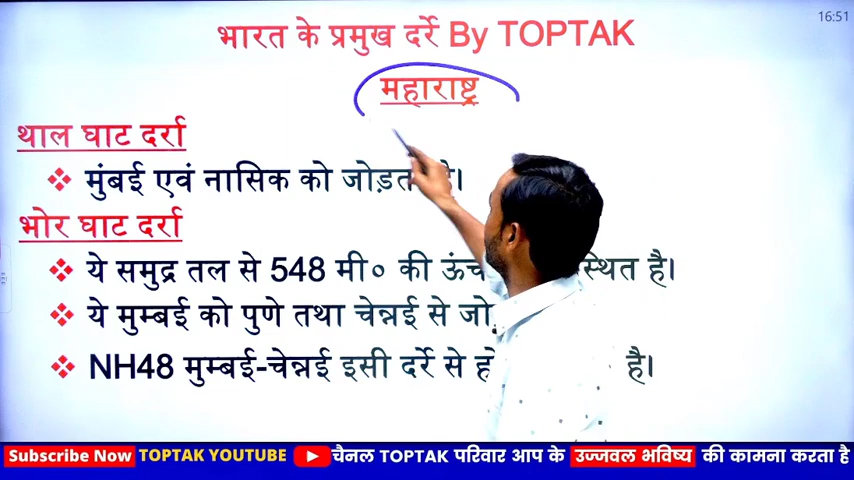 16:51
भारत के प्रमुख दर्रे By TOPTAK
महाराष्ट्र
थाल घाट दर्रा
❖ मुंबई एवं नासिक को है।
भोर घाट दर्रा
❖ ये समुद्र तल से 548 मी० की है।
❖ ये मुम्बई को पुणे तथा चेन्नई से
❖ NH48 मुम्बई-चेन्नई इसी दर्रे से है।
Subscribe Now TOPTAK YOUTUBE चैनल TOPTAK परिवार आप के उज्जवल भविष्य की कामना करता है